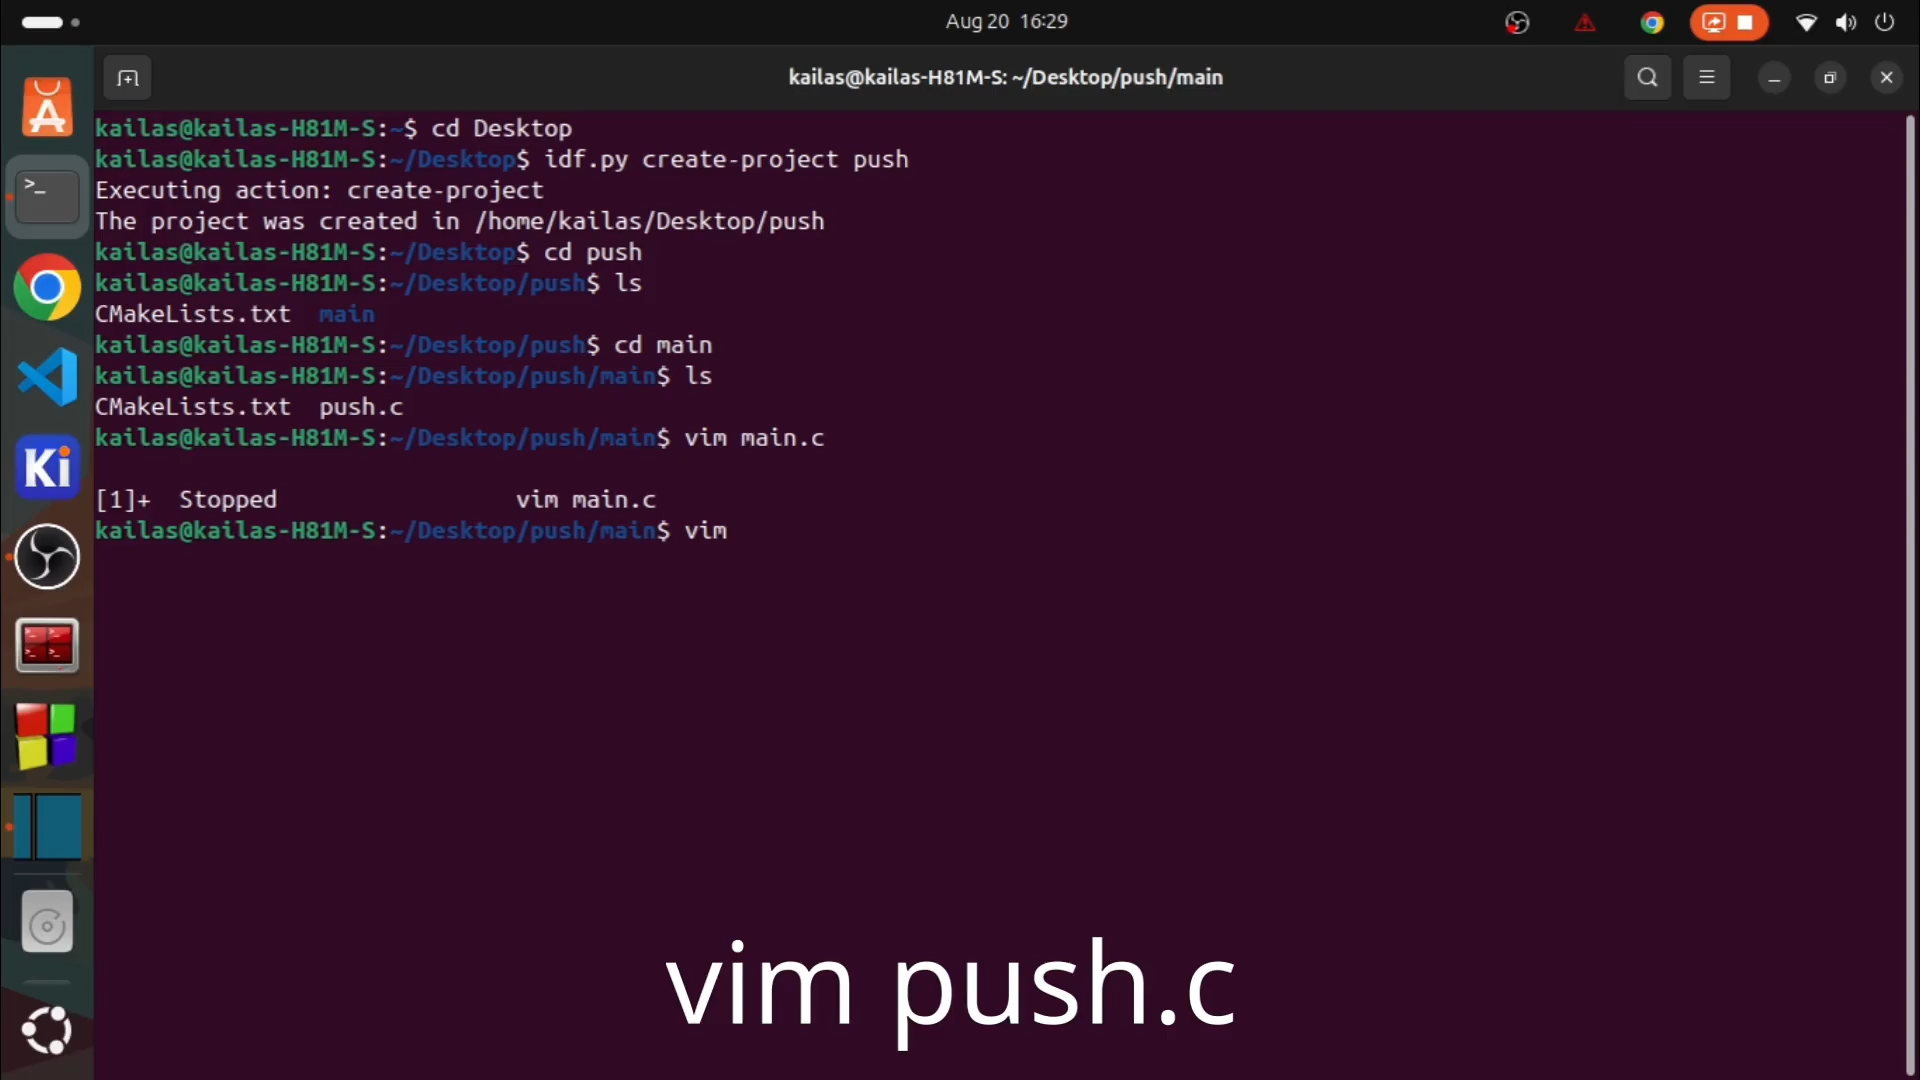 Aug 20 16:29
kailas@kailas-H81M-S: ~/Desktop/push/main
kailas@kailas-H81M-S:~$ cd Desktop
kailas@kailas-H81M-S:~/Desktop$ idf.py create-project push
Executing action: create-project
The project was created in /home/kailas/Desktop/push
kailas@kailas-H81M-S:~/Desktop$ cd push
kailas@kailas-H81M-S:~/Desktop/push$ ls
CMakeLists.txt  main
kailas@kailas-H81M-S:~/Desktop/push$ cd main
kailas@kailas-H81M-S:~/Desktop/push/main$ ls
CMakeLists.txt  push.c
kailas@kailas-H81M-S:~/Desktop/push/main$ vim main.c
[1]+  Stopped                 vim main.c
kailas@kailas-H81M-S:~/Desktop/push/main$ vim
Ki
vim push.c